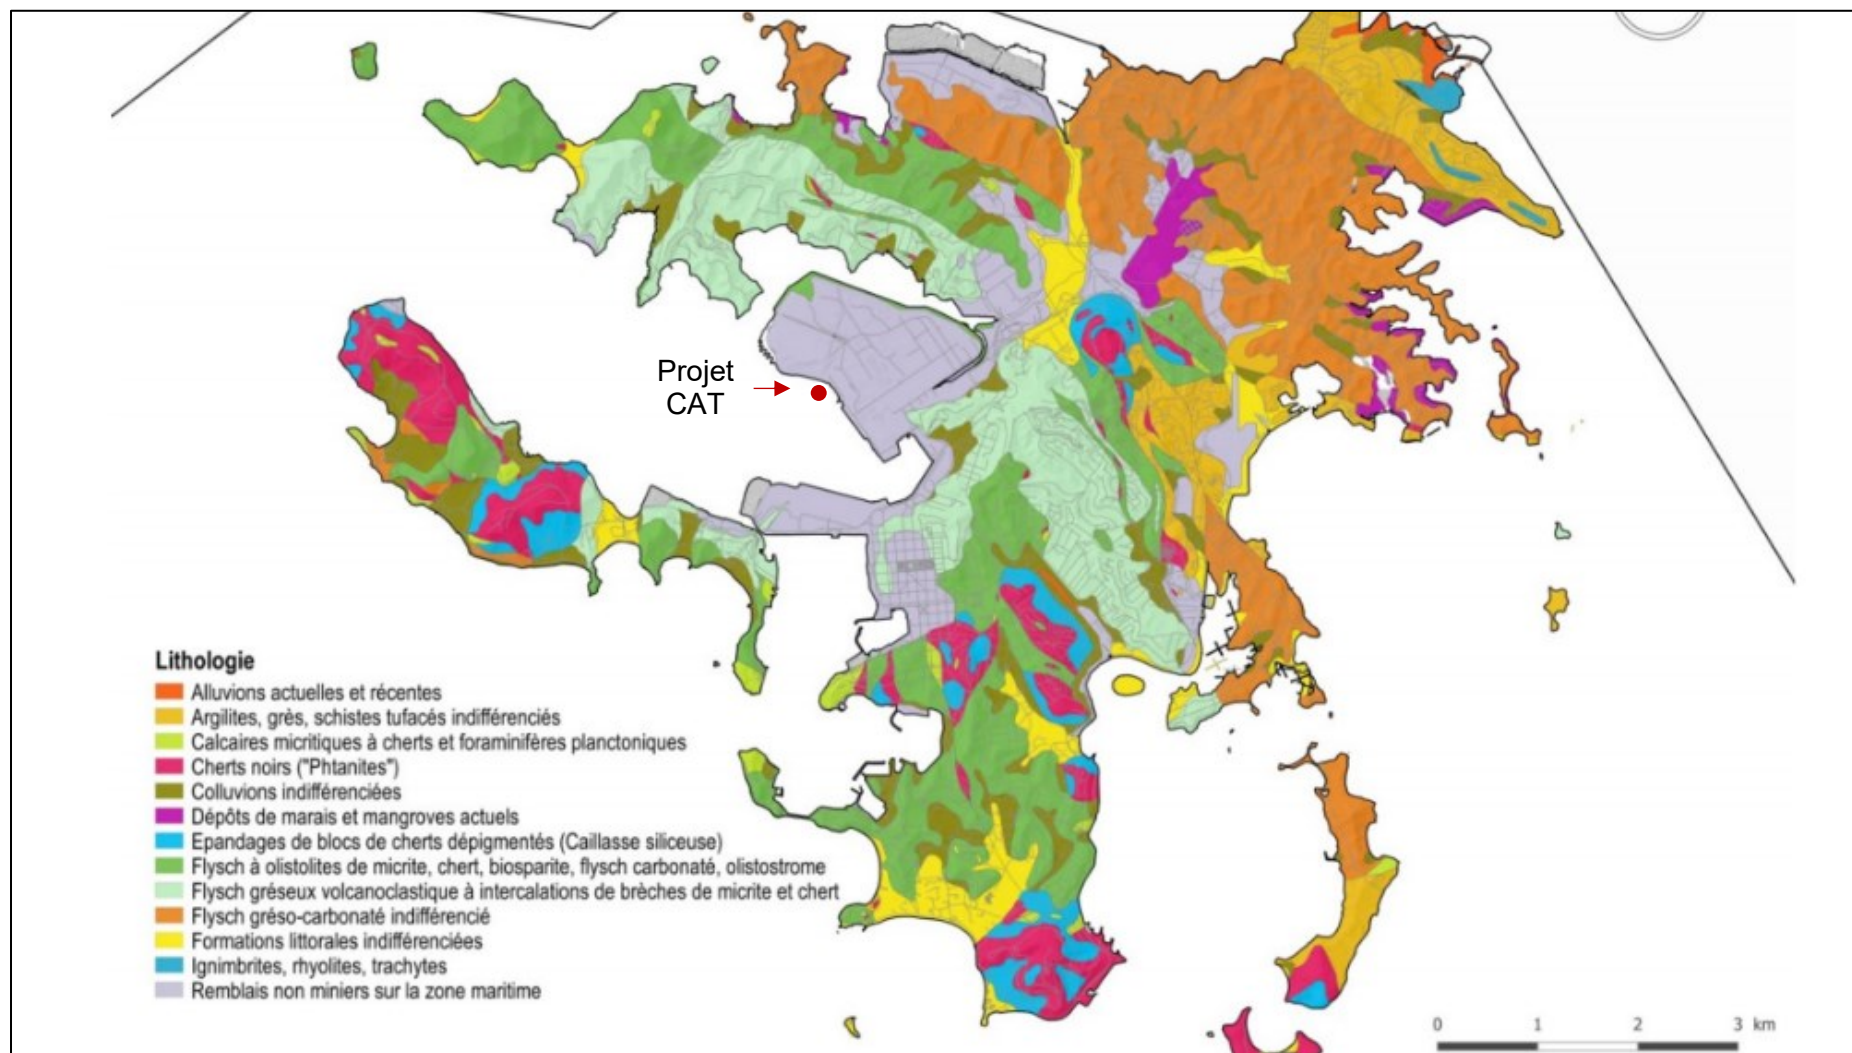 Projet
CAT
Lithologie
Alluvions actuelles et récentes
Argilites, grès, schistes tufacés indifférenciés
Calcaires micritiques à cherts et foraminifères planctoniques
Cherts noirs ("Phtanites")
Colluvions indifférenciées
Dépôts de marais et mangroves actuels
Epandages de blocs de cherts dépigmentés (Caillasse siliceuse)
Flysch à olistolites de micrite, chert, biosparite, flysch carbonaté, olistostrome
Flysch gréseux volcanoclastique à intercalations de brèches de micrite et chert
Flysch gréso-carbonaté indifférencié
Formations littorales indifférenciées
Ignimbrites, rhyolites, trachytes
Remblais non miniers sur la zone maritime
0 1 2 3 km